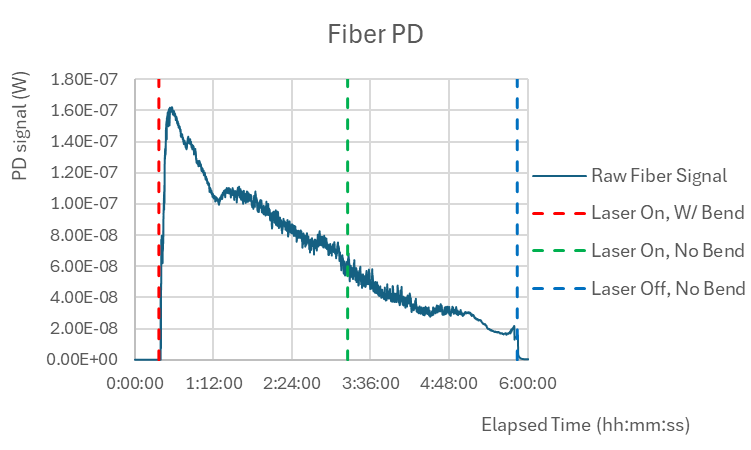 Fiber PD
PD signal (W)
1.80E-07
1.60E-07
1.40E-07
1.20E-07
1.00E-07
8.00E-08
6.00E-08
4.00E-08
2.00E-08
0.00E+00
0:00:00 1:12:00 2:24:00 3:36:00 4:48:00 6:00:00
Elapsed Time (hh:mm:ss)
Raw Fiber Signal
Laser On, W/ Bend
Laser On, No Bend
Laser Off, No Bend